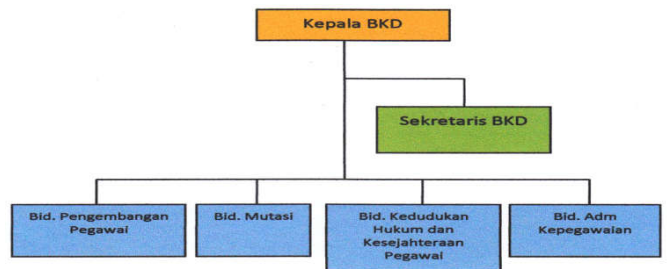 Kepala BKD
Sekretaris BKD
Bid. Pengembangan
Pegawai
Bid. Mutasi
Bid. Kedudukan
Hukum dan
Kesejahteraan
Pegawai
Bid. Adm
Kepegawaian